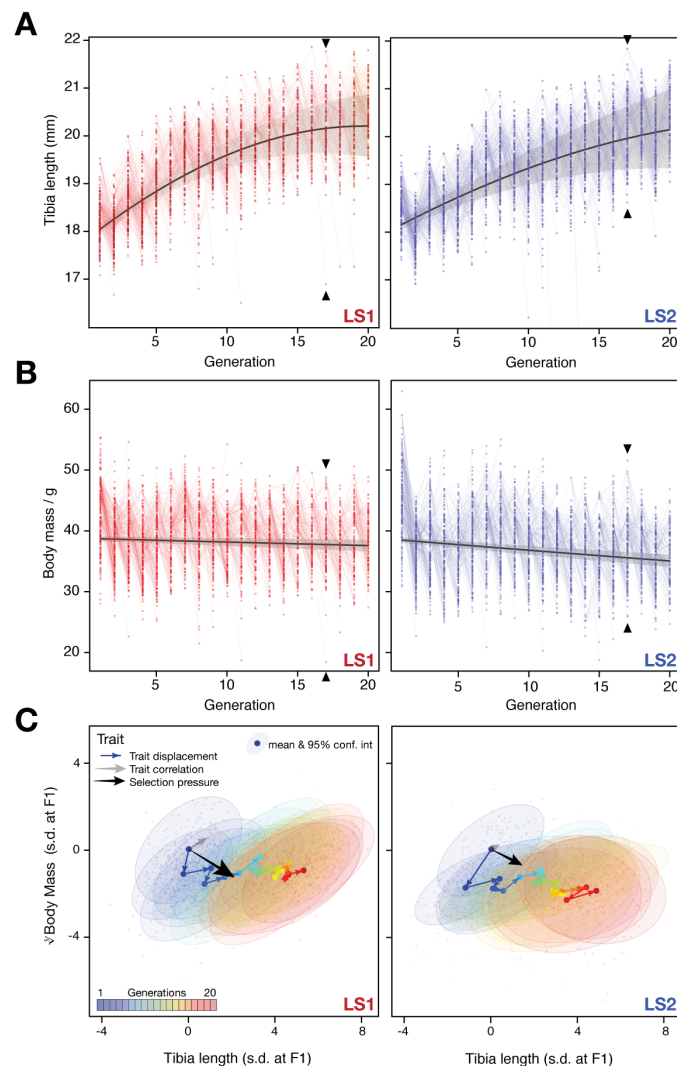 A
22
21
20
19
18
17
Tibia length (mm)
5 10 15 20
Generation
LS1
5 10 15 20
Generation
LS2
B
60
50
40
30
20
Body mass / g
5 10 15 20
Generation
LS1
5 10 15 20
Generation
LS2
C
Trait
Trait displacement
Trait correlation
Selection pressure
mean & 95% conf. int
4
0
-4
Body Mass (s.d. at F1)
1 Generations 20
LS1
-4 0 4 8
Tibia length (s.d. at F1)
4
0
-4
LS2
-4 0 4 8
Tibia length (s.d. at F1)